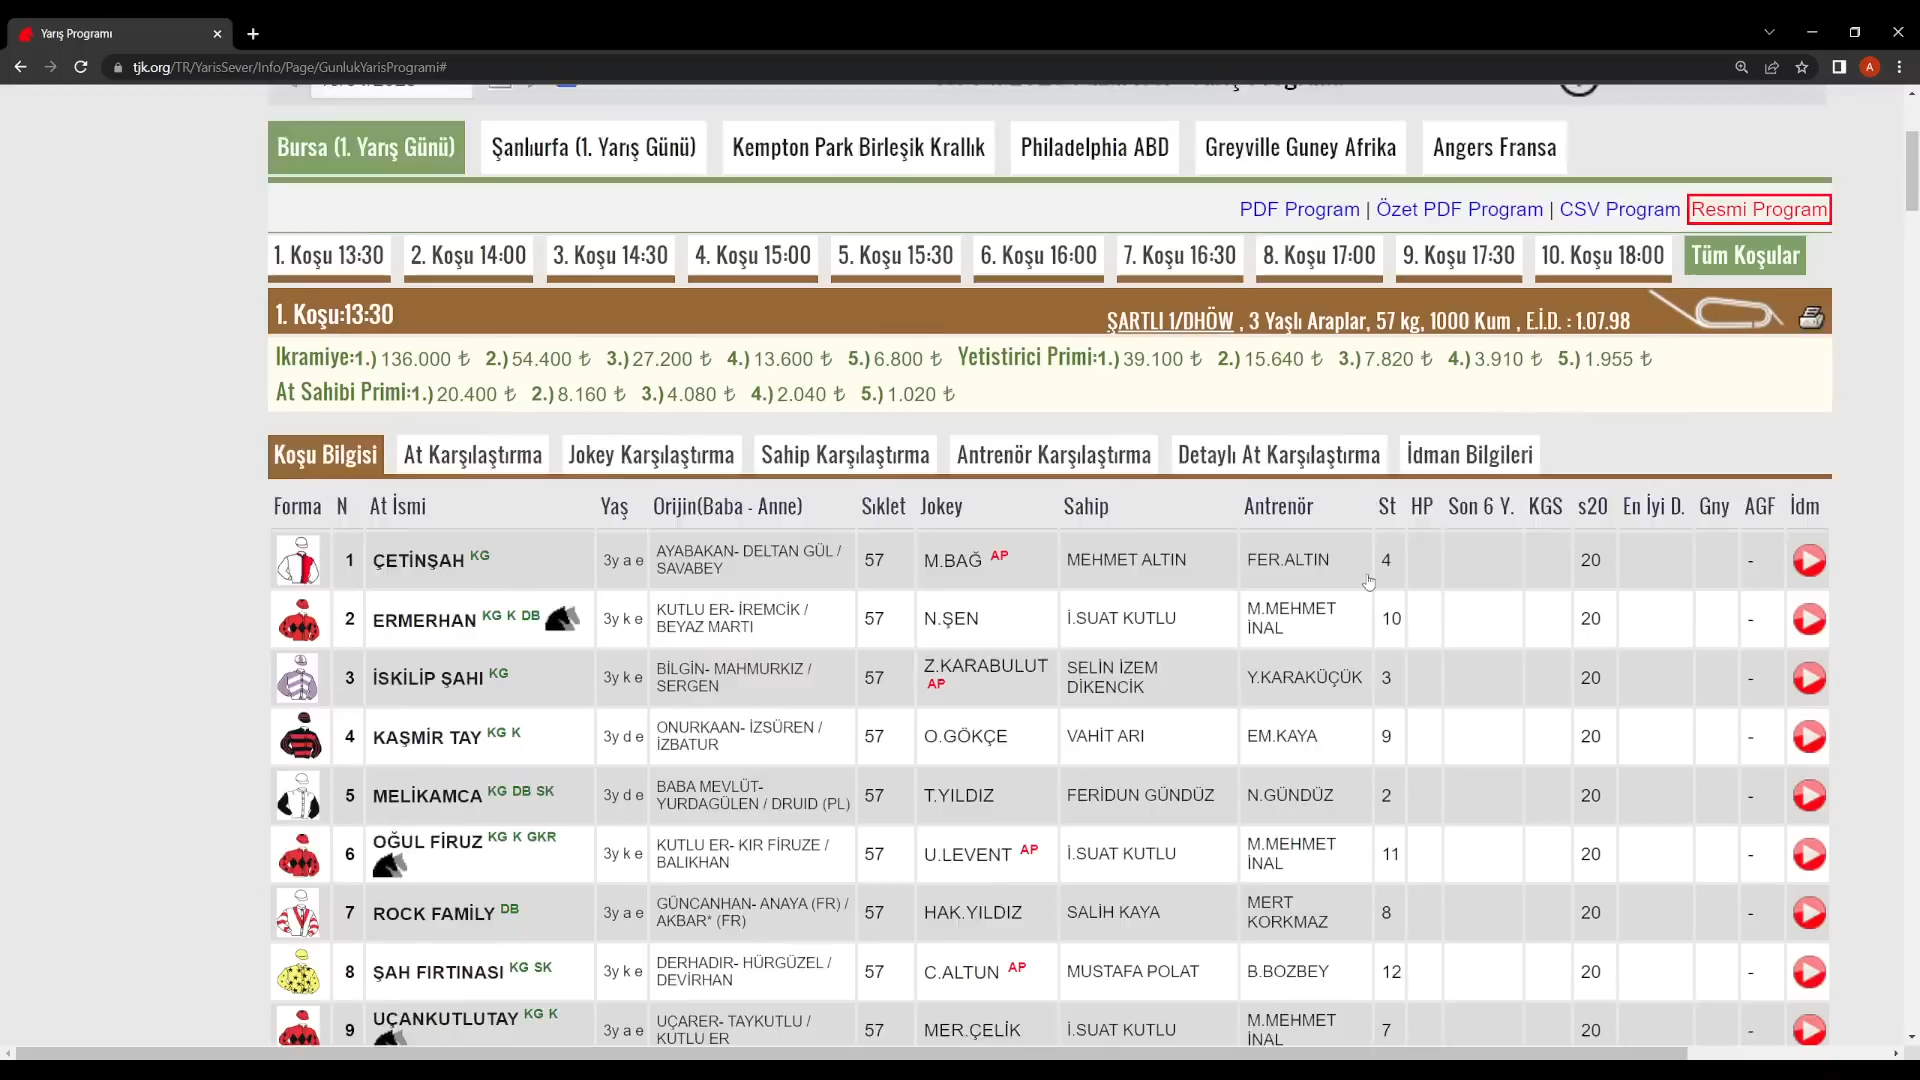 Yarış Programı
tjk.org/TR/YarisSever/Info/Page/GunlukYarisProgrami#
A
Bursa (1. Yarış Günü) Şanlıurfa (1. Yarış Günü) Kempton Park Birleşik Krallık Philadelphia ABD Greyville Guney Afrika Angers Fransa
PDF Program | Özet PDF Program | CSV Program Resmi Program
1. Koşu 13:30 2. Koşu 14:00 3. Koşu 14:30 4. Koşu 15:00 5. Koşu 15:30 6. Koşu 16:00 7. Koşu 16:30 8. Koşu 17:00 9. Koşu 17:30 10. Koşu 18:00 Tüm Koşular
1. Koşu:13:30 ŞARTLI 1/DHÖW , 3 Yaşlı Araplar, 57 kg, 1000 Kum , E.İ.D. : 1.07.98
Ikramiye:1.) 136.000 ₺ 2.) 54.400 ₺ 3.) 27.200 ₺ 4.) 13.600 ₺ 5.) 6.800 ₺ Yetistirici Primi:1.) 39.100 ₺ 2.) 15.640 ₺ 3.) 7.820 ₺ 4.) 3.910 ₺ 5.) 1.955 ₺
At Sahibi Primi:1.) 20.400 ₺ 2.) 8.160 ₺ 3.) 4.080 ₺ 4.) 2.040 ₺ 5.) 1.020 ₺
Koşu Bilgisi At Karşılaştırma Jokey Karşılaştırma Sahip Karşılaştırma Antrenör Karşılaştırma Detaylı At Karşılaştırma İdman Bilgileri
Forma N At İsmi Yaş Orijin(Baba - Anne) Sıklet Jokey Sahip Antrenör St HP Son 6 Y. KGS s20 En İyi D. Gny AGF İdm
1 ÇETİNŞAH KG 3y a e AYABAKAN- DELTAN GÜL / SAVABEY 57 M.BAĞ AP MEHMET ALTIN FER.ALTIN 4 20 -
2 ERMERHAN KG K DB 3y k e KUTLU ER- İREMCİK / BEYAZ MARTI 57 N.ŞEN İ.SUAT KUTLU M.MEHMET İNAL 10 20 -
3 İSKİLİP ŞAHI KG 3y k e BİLGİN- MAHMURKIZ / SERGEN 57 Z.KARABULUT AP SELİN İZEM DİKENCİK Y.KARAKÜÇÜK 3 20 -
4 KAŞMİR TAY KG K 3y d e ONURKAAN- İZSÜREN / İZBATUR 57 O.GÖKÇE VAHİT ARI EM.KAYA 9 20 -
5 MELİKAMCA KG DB SK 3y d e BABA MEVLÜT- YURDAGÜLEN / DRUID (PL) 57 T.YILDIZ FERİDUN GÜNDÜZ N.GÜNDÜZ 2 20 -
6 OĞUL FİRUZ KG K GKR 3y k e KUTLU ER- KIR FİRUZE / BALIKHAN 57 U.LEVENT AP İ.SUAT KUTLU M.MEHMET İNAL 11 20 -
7 ROCK FAMİLY DB 3y a e GÜNCANHAN- ANAYA (FR) / AKBAR* (FR) 57 HAK.YILDIZ SALİH KAYA MERT KORKMAZ 8 20 -
8 ŞAH FIRTINASI KG SK 3y k e DERHADIR- HÜRGÜZEL / DEVİRHAN 57 C.ALTUN AP MUSTAFA POLAT B.BOZBEY 12 20 -
9 UÇANKUTLUTAY KG K 3y a e UÇARER- TAYKUTLU / KUTLU ER 57 MER.ÇELİK İ.SUAT KUTLU M.MEHMET İNAL 7 20 -